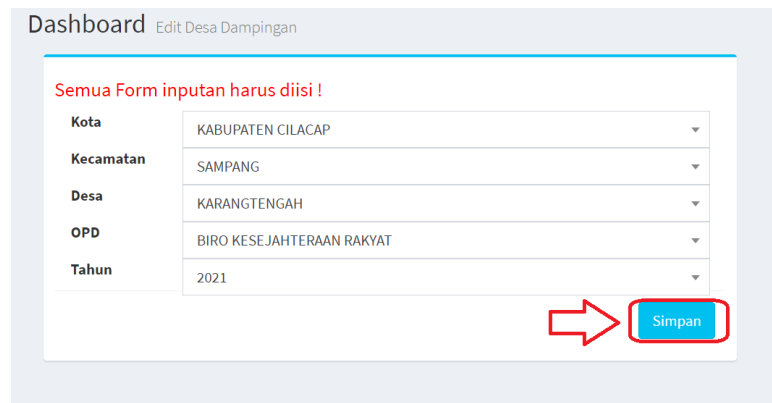 Dashboard Edit Desa Dampingan
Semua Form inputan harus diisi !
Kota KABUPATEN CILACAP
Kecamatan SAMPANG
Desa KARANGTENGAH
OPD BIRO KESEJAHTERAAN RAKYAT
Tahun 2021
Simpan